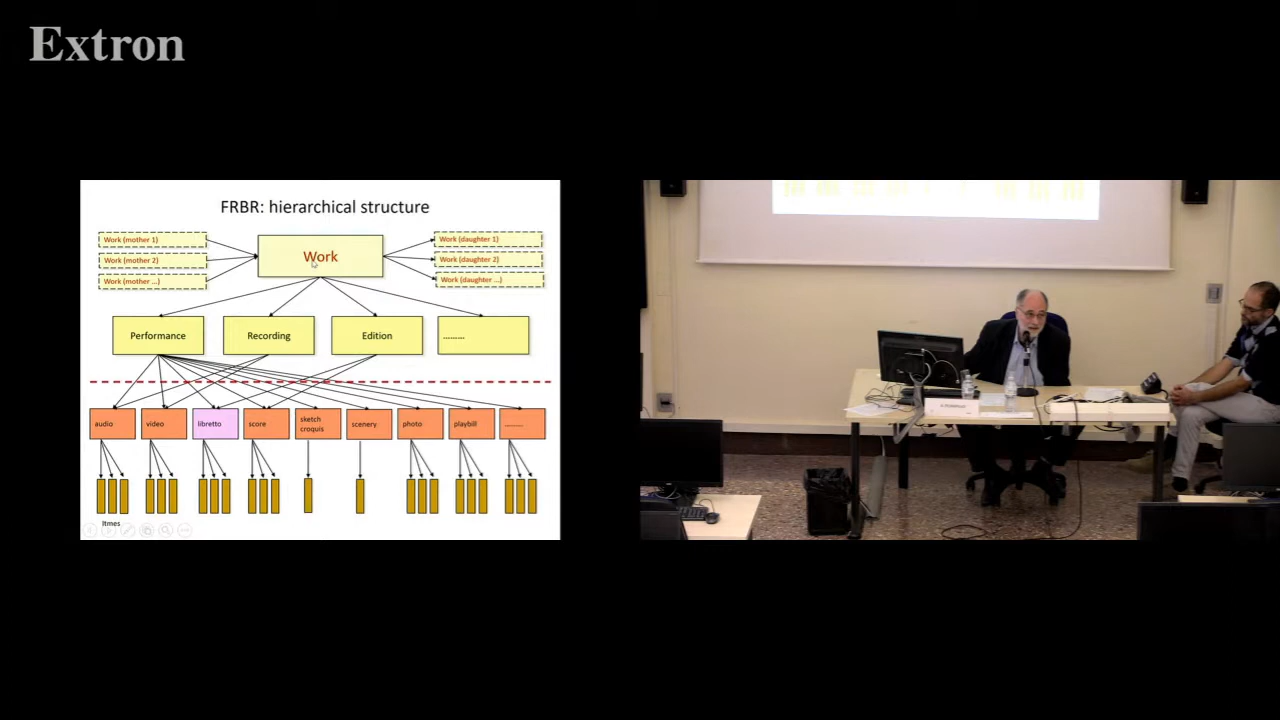 Extron
FRBR: hierarchical structure
Work (mother 1)
Work (mother 2)
Work (mother ...)
Work
Work (daughter 1)
Work (daughter 2)
Work (daughter ...)
Performance
Recording
Edition
.........
audio
video
libretto
score
sketch
croquis
scenery
photo
playbill
.........
Itmes